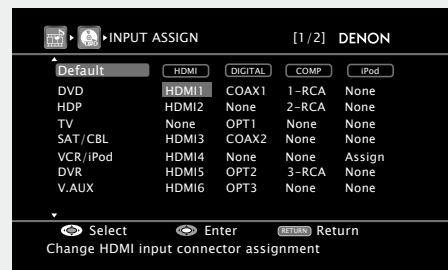 INPUT ASSIGN [1/2] DENON
Default HDMI DIGITAL COMP iPod
DVD HDMI1 COAX1 1-RCA None
HDP HDMI2 None 2-RCA None
TV None OPT1 None None
SAT/CBL HDMI3 COAX2 None None
VCR/iPod HDMI4 None None Assign
DVR HDMI5 OPT2 3-RCA None
V.AUX HDMI6 OPT3 None None
Select Enter RETURN Return
Change HDMI input connector assignment